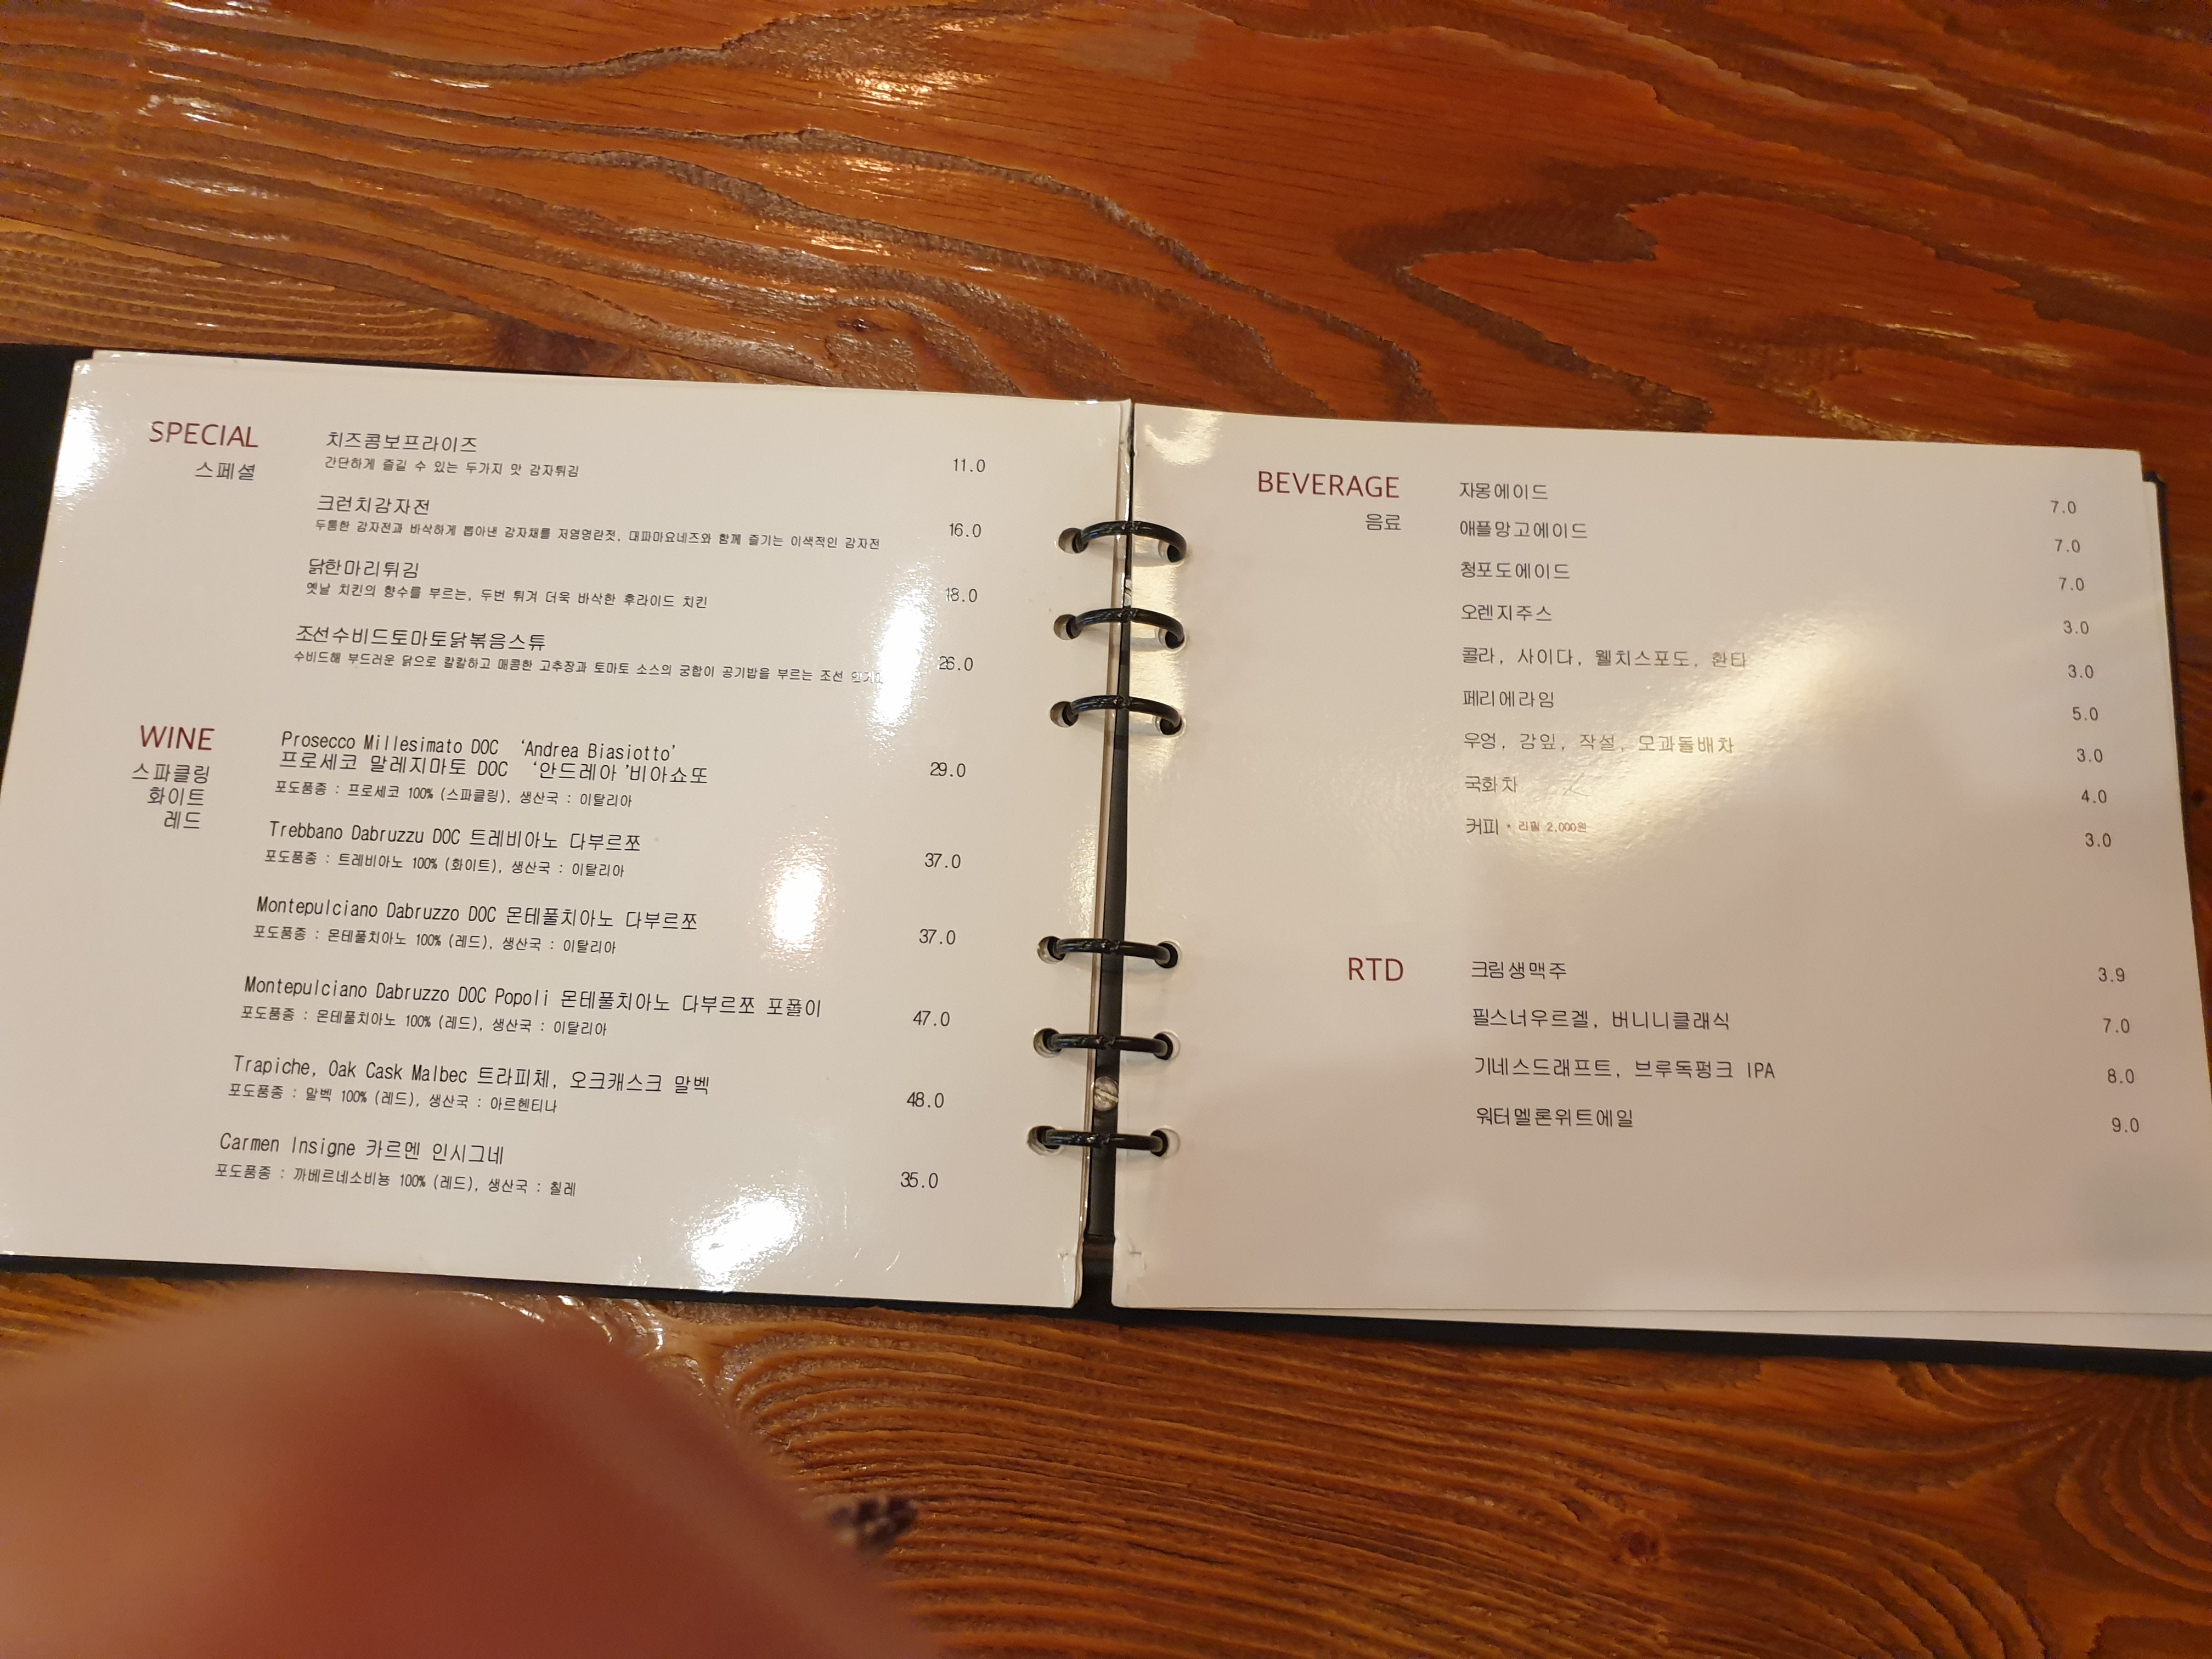 SPECIAL
스페셜
치즈콤보프라이즈
간단하게 즐길 수 있는 두가지 맛 감자튀김
11.0
크런치감자전
두툼한 감자전과 바삭하게 뽑아낸 감자채를 저염명란젓, 대파마요네즈와 함께 즐기는 이색적인 감자전
16.0
닭한마리튀김
옛날 치킨의 향수를 부르는, 두번 튀겨 더욱 바삭한 후라이드 치킨
18.0
조선수비드토마토닭볶음스튜
수비드해 부드러운 닭으로 칼칼하고 매콤한 고추장과 토마토 소스의 궁합이 공기밥을 부르는 조선
26.0
WINE
스파클링
화이트
레드
Prosecco Millesimato DOC ‘Andrea Biasiotto’
프로세코 말레지마토 DOC ‘안드레아’비아쇼또
29.0
포도품종 : 프로세코 100% (스파클링), 생산국 : 이탈리아
Trebbano Dabruzzu DOC 트레비아노 다부르쪼
37.0
포도품종 : 트레비아노 100% (화이트), 생산국 : 이탈리아
Montepulciano Dabruzzo DOC 몬테풀치아노 다부르쪼
37.0
포도품종 : 몬테풀치아노 100% (레드), 생산국 : 이탈리아
Montepulciano Dabruzzo DOC Popoli 몬테풀치아노 다부르쪼 포퓰이
47.0
포도품종 : 몬테풀치아노 100% (레드), 생산국 : 이탈리아
Trapiche, Oak Cask Malbec 트라피체, 오크캐스크 말벡
48.0
포도품종 : 말벡 100% (레드), 생산국 : 아르헨티나
Carmen Insigne 카르멘 인시그네
35.0
포도품종 : 까베르네소비뇽 100% (레드), 생산국 : 칠레
BEVERAGE
음료
자몽에이드 7.0
애플망고에이드 7.0
청포도에이드 7.0
오렌지주스 3.0
콜라, 사이다, 웰치스포도, 환타 3.0
페리에라임 5.0
우엉, 감잎, 작설, 모과돌배차 3.0
국화차 4.0
커피 * 리필 2,000원 3.0
RTD
크림생맥주 3.9
필스너우르겔, 버니니클래식 7.0
기네스드래프트, 브루독펑크 IPA 8.0
워터멜론위트에일 9.0